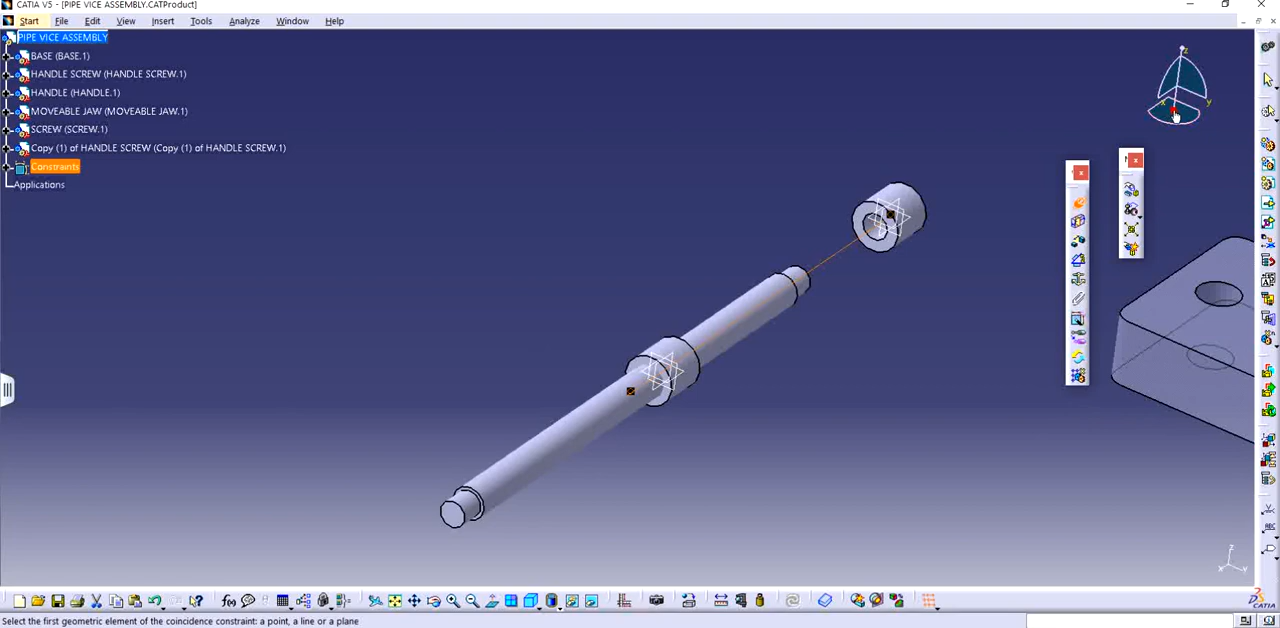 CATIA V5 - [PIPE VICE ASSEMBLY.CATProduct]
Start File Edit View Insert Tools Analyze Window Help
PIPE VICE ASSEMBLY
BASE (BASE.1)
HANDLE SCREW (HANDLE SCREW.1)
HANDLE (HANDLE.1)
MOVEABLE JAW (MOVEABLE JAW.1)
SCREW (SCREW.1)
Copy (1) of HANDLE SCREW (Copy (1) of HANDLE SCREW.1)
Constraints
Applications
z
x
y
z
x
y
f(x)
CATIA
Select the first geometric element of the coincidence constraint: a point, a line or a plane